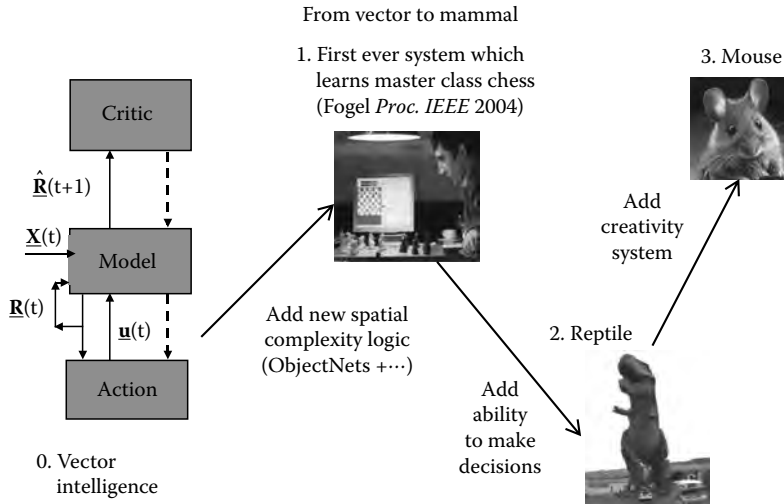 From vector to mammal
1. First ever system which
learns master class chess
(Fogel Proc. IEEE 2004)
3. Mouse
Critic
R̂(t+1)
X(t)
Model
R(t)
u(t)
Action
0. Vector
intelligence
Add new spatial
complexity logic
(ObjectNets +⋯)
Add
creativity
system
2. Reptile
Add
ability
to make
decisions